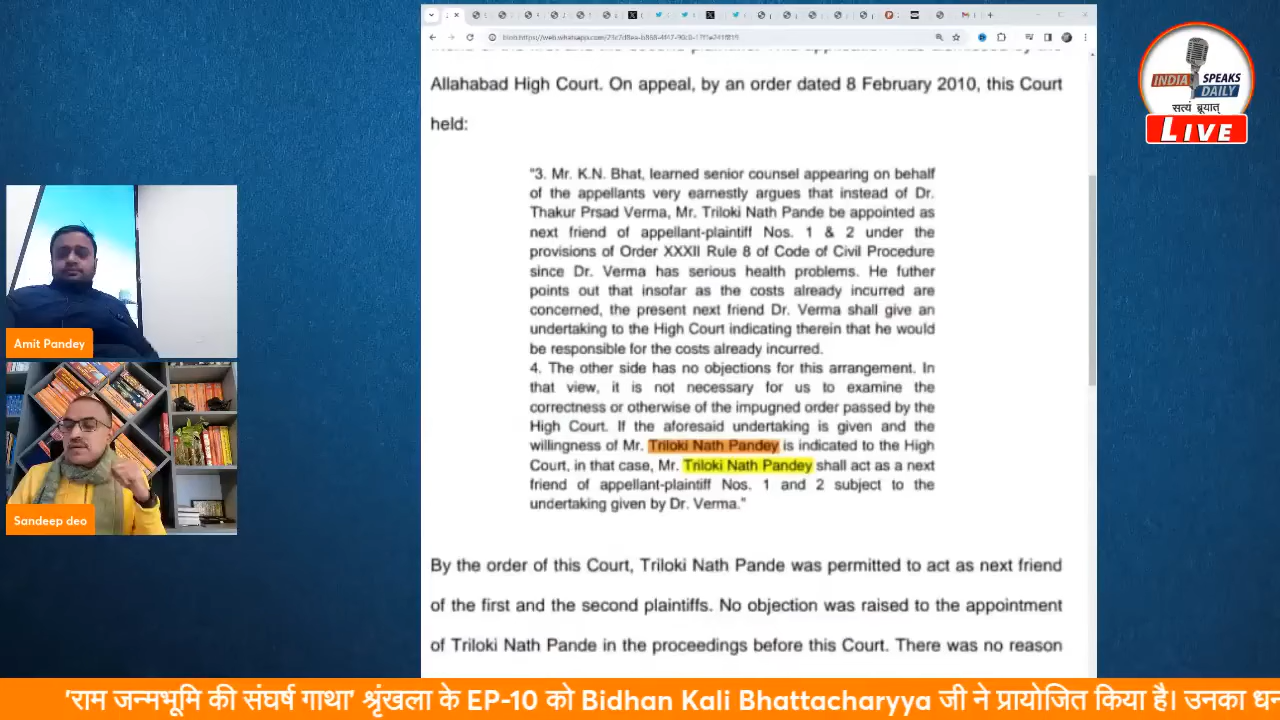 blob:https://web.whatsapp.com/
Allahabad High Court. On appeal, by an order dated 8 February 2010, this Court
held:
"3. Mr. K.N. Bhat, learned senior counsel appearing on behalf
of the appellants very earnestly argues that instead of Dr.
Thakur Prsad Verma, Mr. Triloki Nath Pande be appointed as
next friend of appellant-plaintiff Nos. 1 & 2 under the
provisions of Order XXXII Rule 8 of Code of Civil Procedure
since Dr. Verma has serious health problems. He futher
points out that insofar as the costs already incurred are
concerned, the present next friend Dr. Verma shall give an
undertaking to the High Court indicating therein that he would
be responsible for the costs already incurred.
4. The other side has no objections for this arrangement. In
that view, it is not necessary for us to examine the
correctness or otherwise of the impugned order passed by the
High Court. If the aforesaid undertaking is given and the
willingness of Mr. Triloki Nath Pandey is indicated to the High
Court, in that case, Mr. Triloki Nath Pandey shall act as a next
friend of appellant-plaintiff Nos. 1 and 2 subject to the
undertaking given by Dr. Verma."
By the order of this Court, Triloki Nath Pande was permitted to act as next friend
of the first and the second plaintiffs. No objection was raised to the appointment
of Triloki Nath Pande in the proceedings before this Court. There was no reason
INDIA SPEAKS
DAILY
सत्यं ब्रूयात्
LIVE
Amit Pandey
Sandeep deo
'राम जन्मभूमि की संघर्ष गाथा' श्रृंखला के EP-10 को Bidhan Kali Bhattacharyya जी ने प्रायोजित किया है। उनका धन